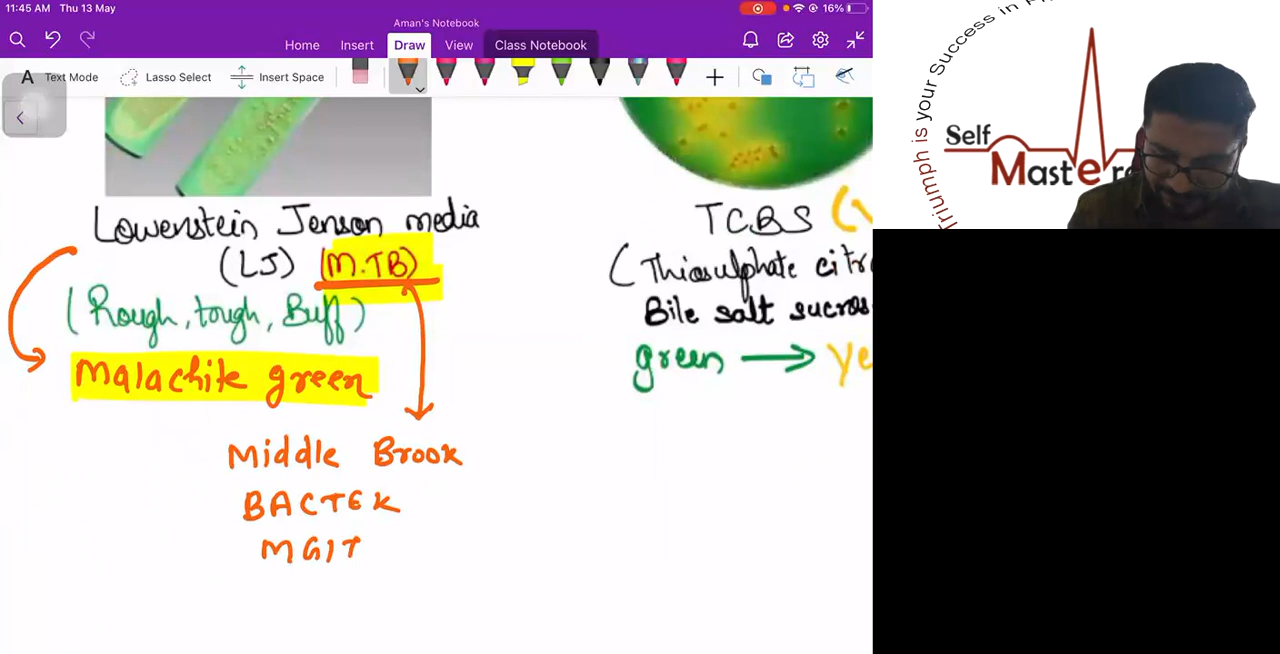 11:45 AM Thu 13 May
16%
Aman's Notebook
Home Insert Draw View Class Notebook
A Text Mode Lasso Select Insert Space
Triumph is your Success in
Self
Master
Lowenstein Jenson media
(LJ) (M.TB)
(Rough, tough, Buff)
Malachite green
Middle Brook
BACTEK
MGIT
TCBS (
(Thiosulphate citr
Bile salt sucros
green → Ye